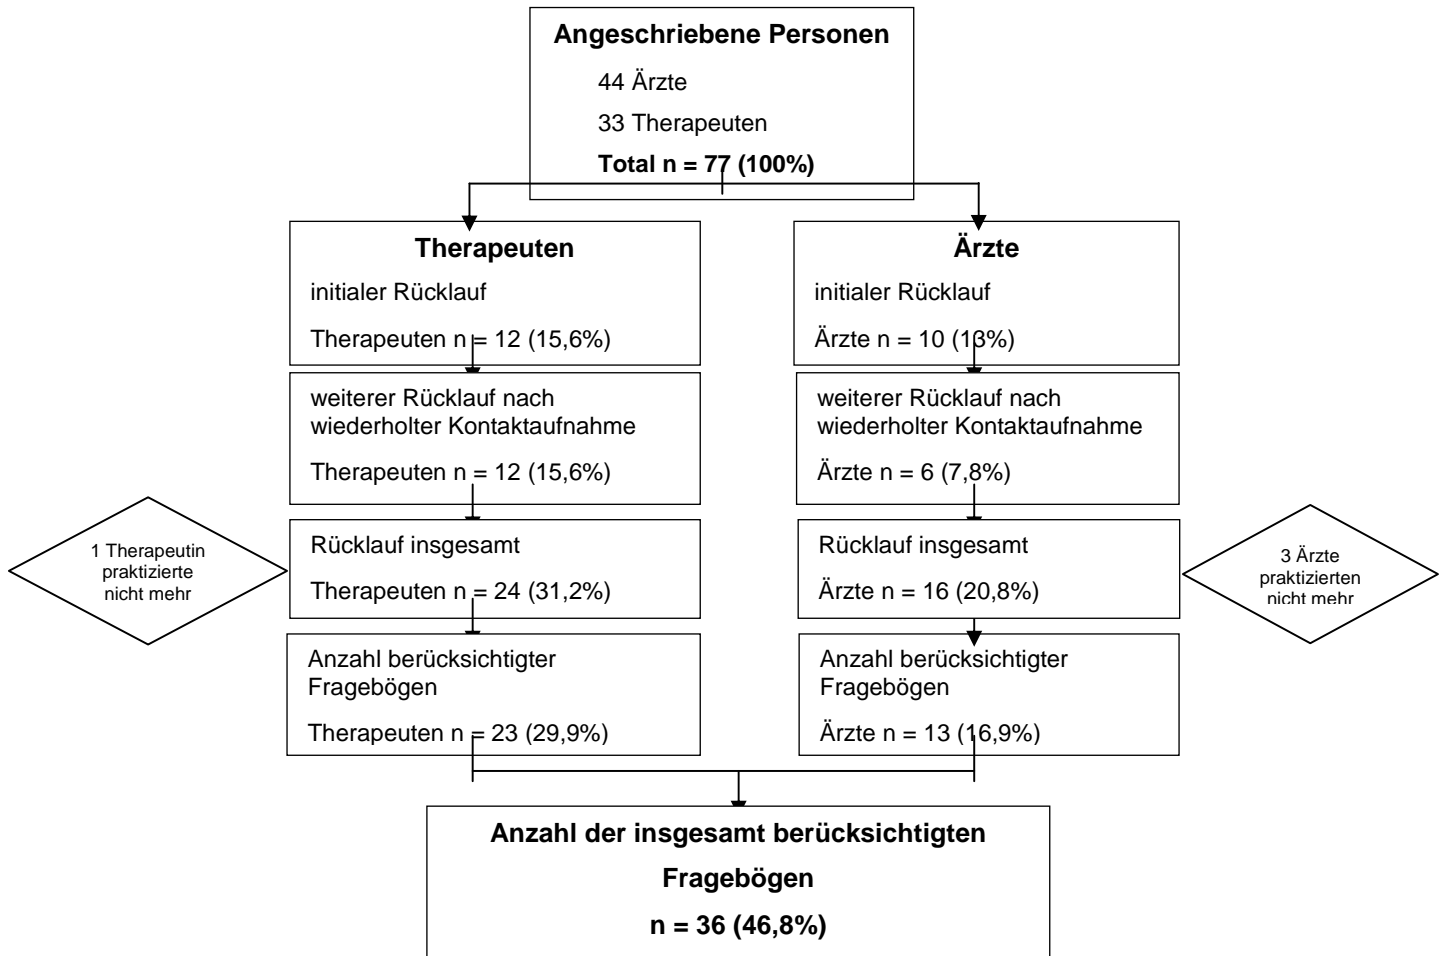 Angeschriebene Personen
44 Ärzte
33 Therapeuten
Total n = 77 (100%)
Therapeuten
initialer Rücklauf
Therapeuten n = 12 (15,6%)
Ärzte
initialer Rücklauf
Ärzte n = 10 (13%)
weiterer Rücklauf nach
wiederholter Kontaktaufnahme
Therapeuten n = 12 (15,6%)
weiterer Rücklauf nach
wiederholter Kontaktaufnahme
Ärzte n = 6 (7,8%)
1 Therapeutin
praktizierte
nicht mehr
Rücklauf insgesamt
Therapeuten n = 24 (31,2%)
Rücklauf insgesamt
Ärzte n = 16 (20,8%)
3 Ärzte
praktizierten
nicht mehr
Anzahl berücksichtigter
Fragebögen
Therapeuten n = 23 (29,9%)
Anzahl berücksichtigter
Fragebögen
Ärzte n = 13 (16,9%)
Anzahl der insgesamt berücksichtigten
Fragebögen
n = 36 (46,8%)